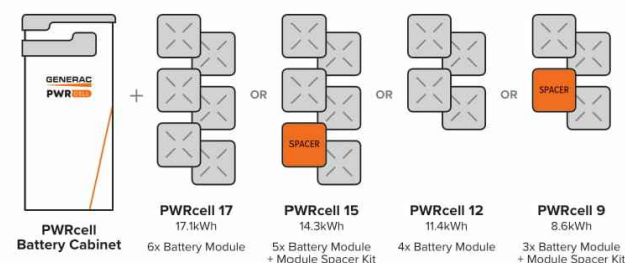 GENERAC
PWRCELL
PWRcell
Battery Cabinet
+
OR
OR
OR
SPACER
SPACER
PWRcell 17
17.1kWh
6x Battery Module
PWRcell 15
14.3kWh
5x Battery Module
+ Module Spacer Kit
PWRcell 12
11.4kWh
4x Battery Module
PWRcell 9
8.6kWh
3x Battery Module
+ Module Spacer Kit